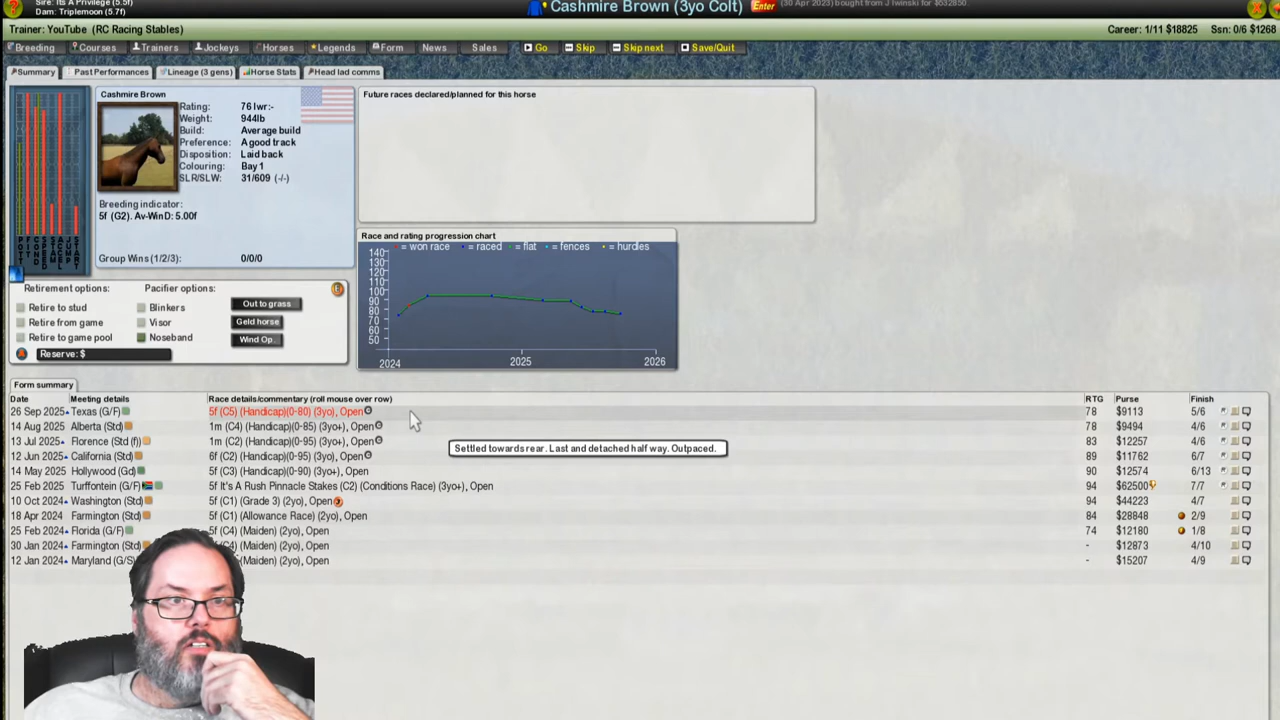 Sire: Its A Privilege (5.5f)
Dam: Triplemoon (5.7f)
Cashmire Brown (3yo Colt)
Enter
(30 Apr 2023) bought from J Iwinski for $632850.
Trainer: YouTube (RC Racing Stables)
Career: 1/11 $18825 Ssn: 0/6 $1268
Breeding Courses Trainers Jockeys Horses Legends Form News Sales Go Skip Skip next Save/Quit
Summary Past Performances Lineage (3 gens) Horse Stats Head lad comms
Cashmire Brown
Rating: 76 lwr:-
Weight: 944lb
Build: Average build
Preference: A good track
Disposition: Laid back
Colouring: Bay 1
SLR/SLW: 31/609 (-/-)
Breeding indicator:
5f (G2). Av-WinD: 5.00f
Group Wins (1/2/3): 0/0/0
Future races declared/planned for this horse
Race and rating progression chart
= won race = raced = flat = fences = hurdles
140
130
120
110
100
90
80
70
60
50
2024 2025 2026
Retirement options: Pacifier options:
Retire to stud Blinkers Out to grass
Retire from game Visor Geld horse
Retire to game pool Noseband Wind Op.
Reserve: $
Form summary
Date Meeting details Race details/commentary (roll mouse over row) RTG Purse Finish
26 Sep 2025 Texas (G/F) 5f (C5) (Handicap)(0-80) (3yo), Open 78 $9113 5/6
14 Aug 2025 Alberta (Std) 1m (C4) (Handicap)(0-85) (3yo+), Open 78 $9494 4/6
13 Jul 2025 Florence (Std (f)) 1m (C2) (Handicap)(0-95) (3yo+), Open 83 $12257 4/6
Settled towards rear. Last and detached half way. Outpaced.
12 Jun 2025 California (Std) 6f (C2) (Handicap)(0-95) (3yo), Open 89 $11762 6/7
14 May 2025 Hollywood (Gd) 5f (C3) (Handicap)(0-90) (3yo+), Open 90 $12574 6/13
25 Feb 2025 Turffontein (G/F) 5f It's A Rush Pinnacle Stakes (C2) (Conditions Race) (3yo+), Open 94 $62500 7/7
10 Oct 2024 Washington (Std) 5f (C1) (Grade 3) (2yo), Open 94 $44223 4/7
18 Apr 2024 Farmington (Std) 5f (C1) (Allowance Race) (2yo), Open 84 $28848 2/9
25 Feb 2024 Florida (G/F) 5f (C4) (Maiden) (2yo), Open 74 $12180 1/8
30 Jan 2024 Farmington (Std) (Maiden) (2yo), Open - $12873 4/10
12 Jan 2024 Maryland (G/S) (Maiden) (2yo), Open - $15207 4/9